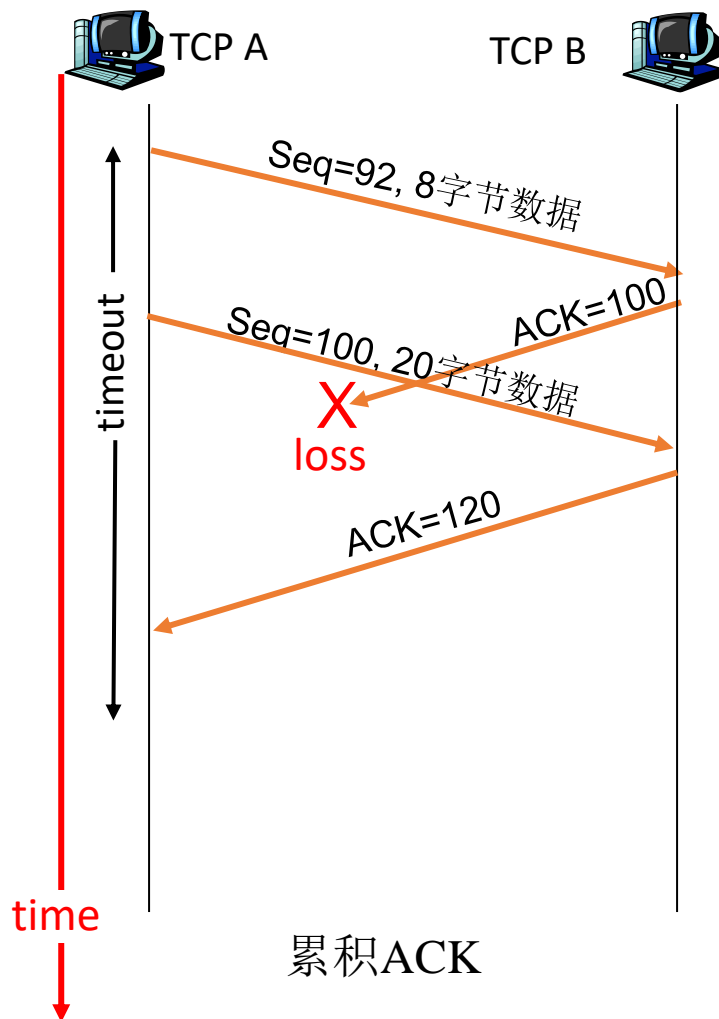 TCP A
TCP B
Seq=92, 8字节数据
ACK=100
timeout
Seq=100, 20字节数据
X
loss
ACK=120
time
累积ACK